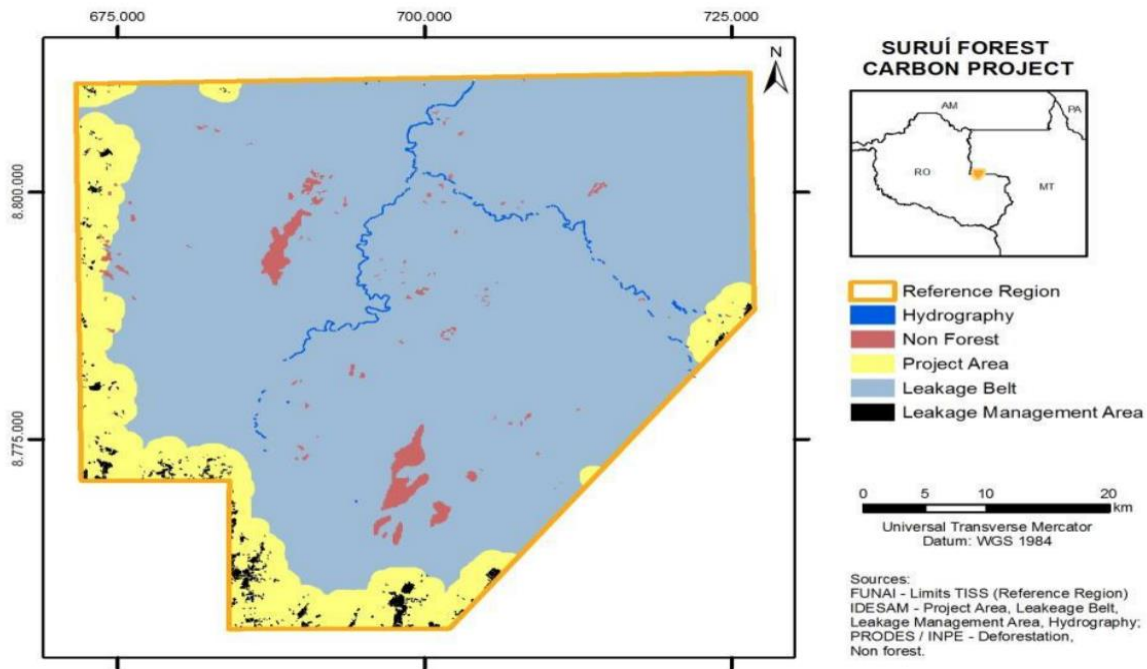 675.000
700.000
725.000
N
8.800.000
8.775.000
SURUÍ FOREST
CARBON PROJECT
AM
PA
RO
MT
Reference Region
Hydrography
Non Forest
Project Area
Leakage Belt
Leakage Management Area
0 5 10 20
km
Universal Transverse Mercator
Datum: WGS 1984
Sources:
FUNAI - Limits TISS (Reference Region)
IDESAM - Project Area, Leakeage Belt,
Leakage Management Area, Hydrography;
PRODES / INPE - Deforestation,
Non forest.